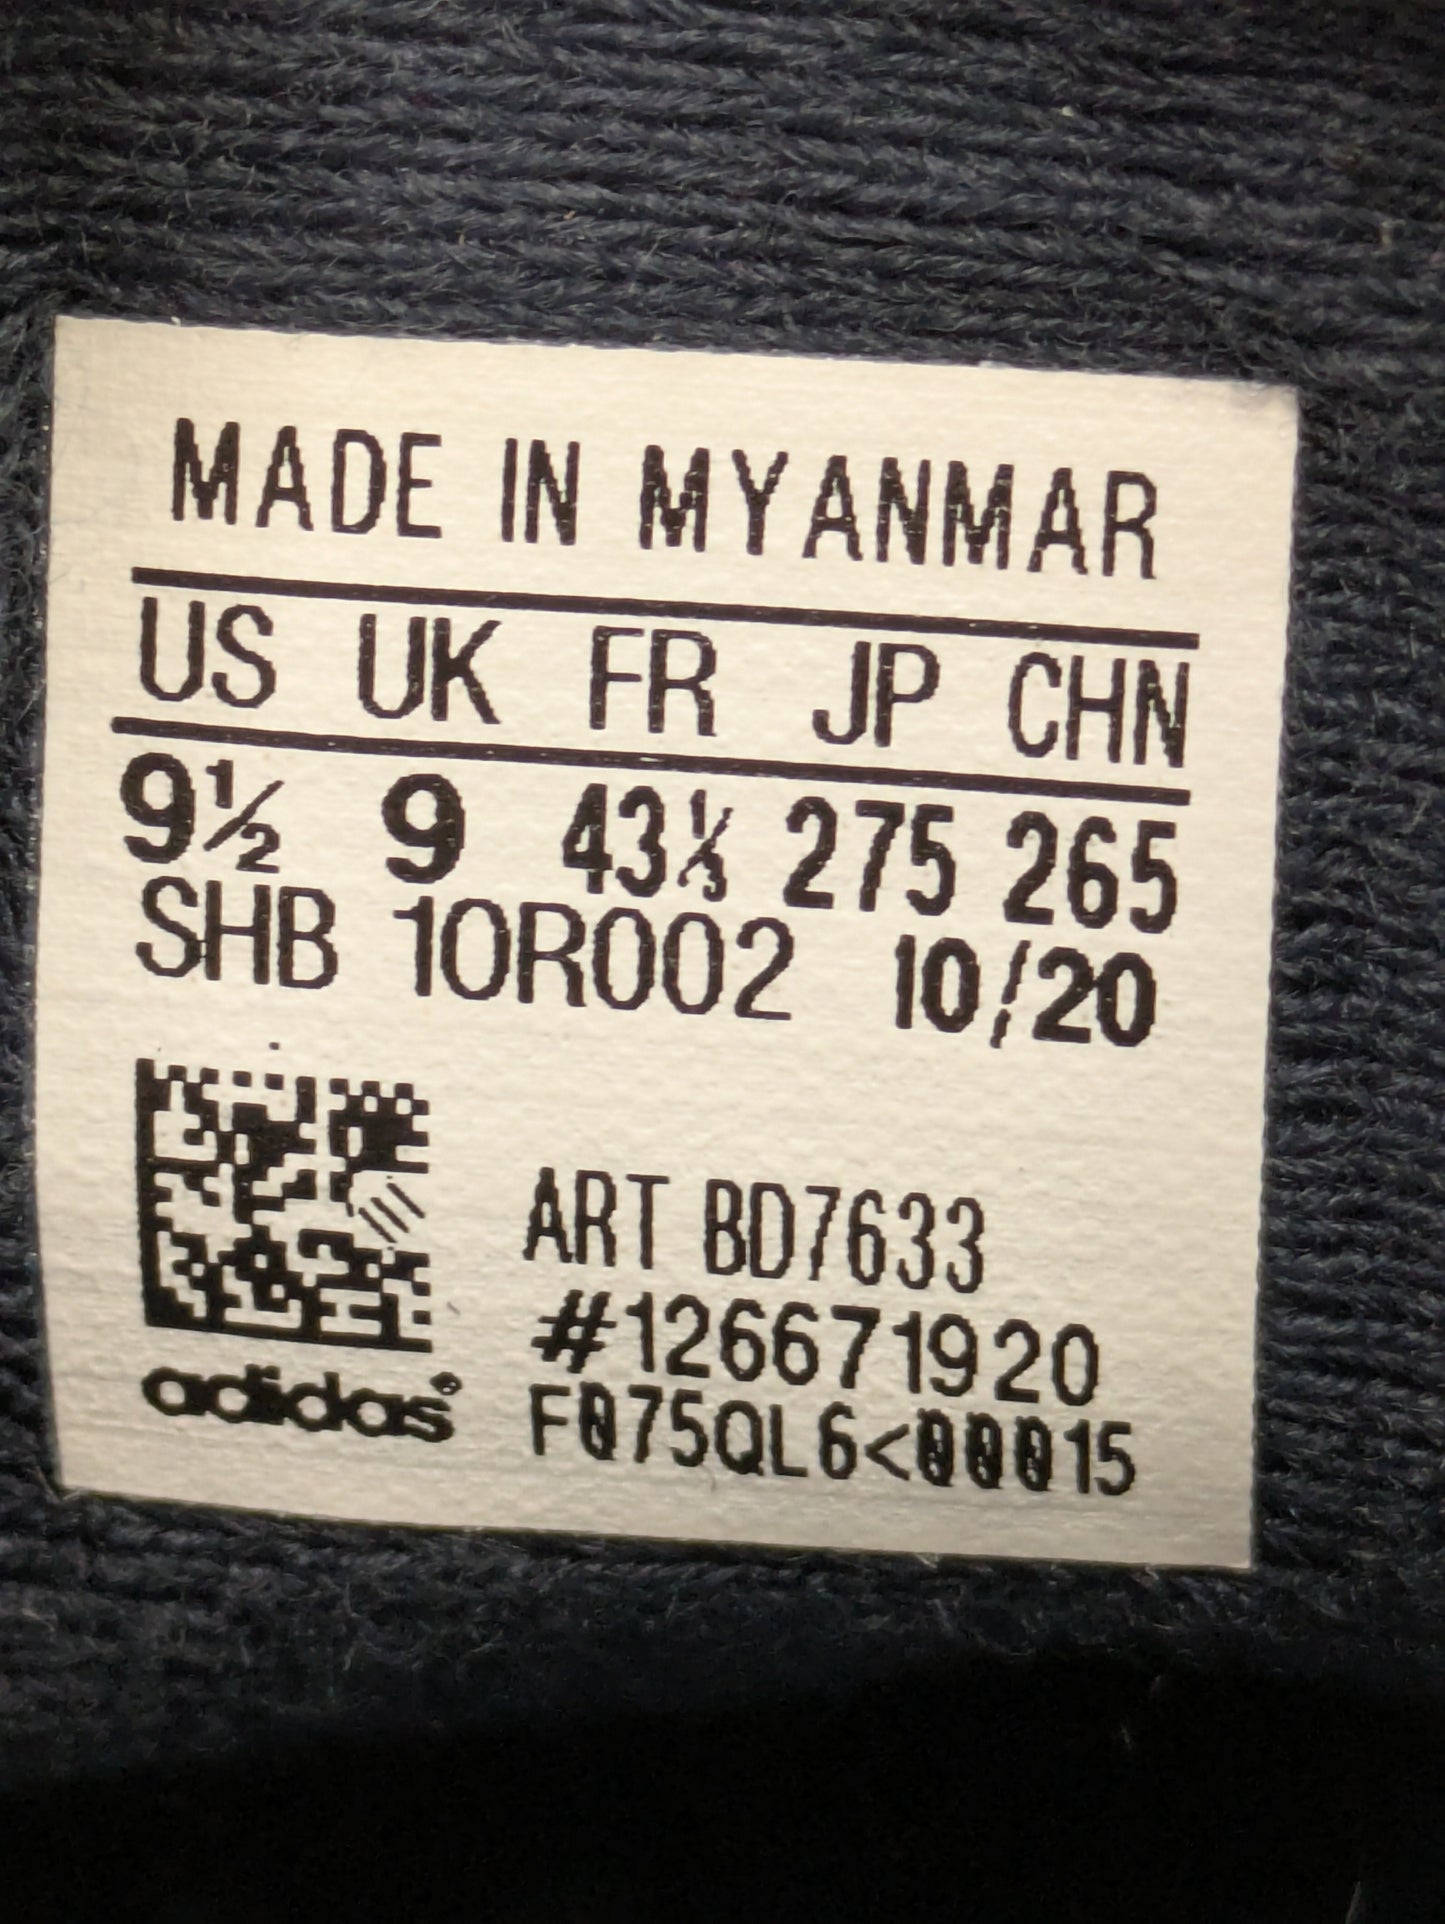 MADE IN MYANMAR
US UK FR JP CHN
9½ 9 43⅓ 275 265
SHB 10R002 10/20
ART BD7633
#126671920
adidas® F075QL6<00015